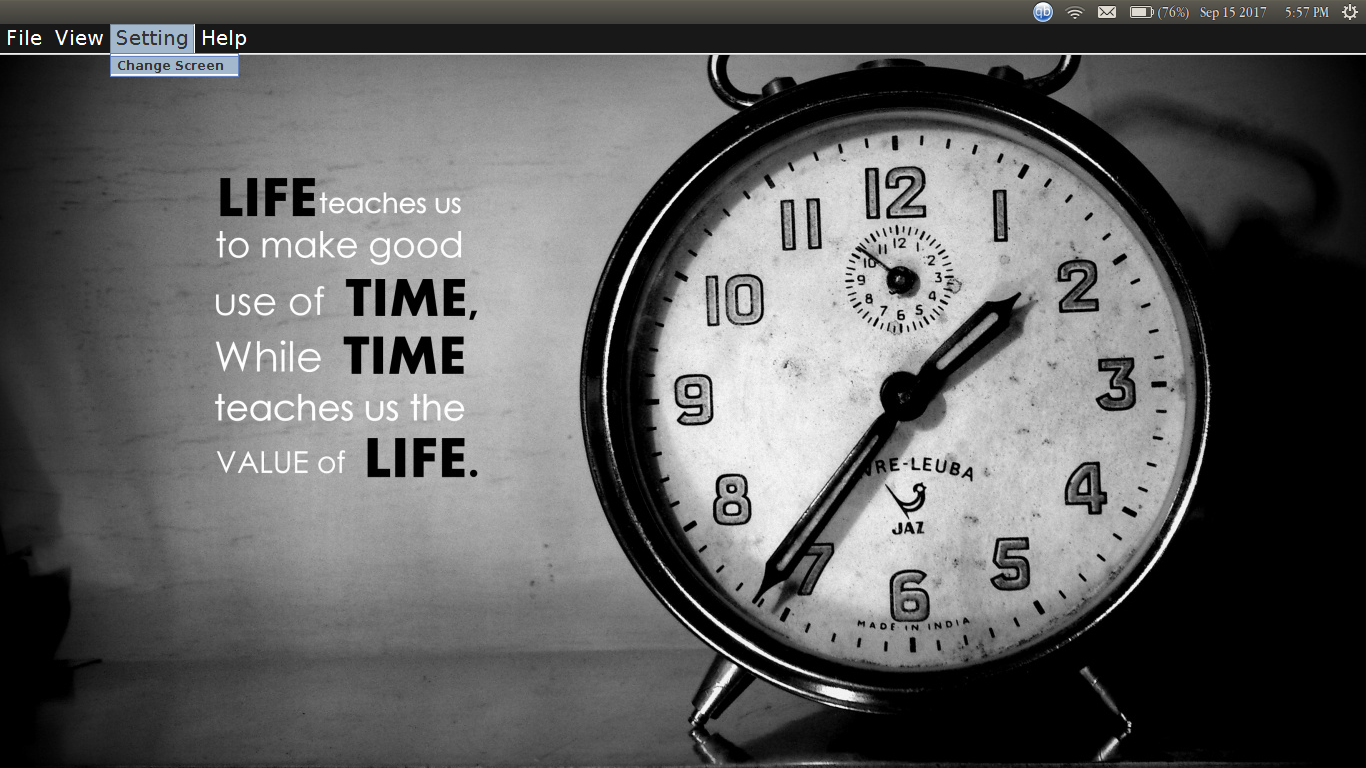 (76%) Sep 15 2017 5:57 PM
File View Setting Help
Change Screen
LIFE teaches us
to make good
use of TIME,
While TIME
teaches us the
VALUE of LIFE.
12
1
2
3
4
5
6
7
8
9
10
11
12
1
2
3
4
5
6
7
8
9
10
11
VRE-LEUBA
JAZ
MADE IN INDIA